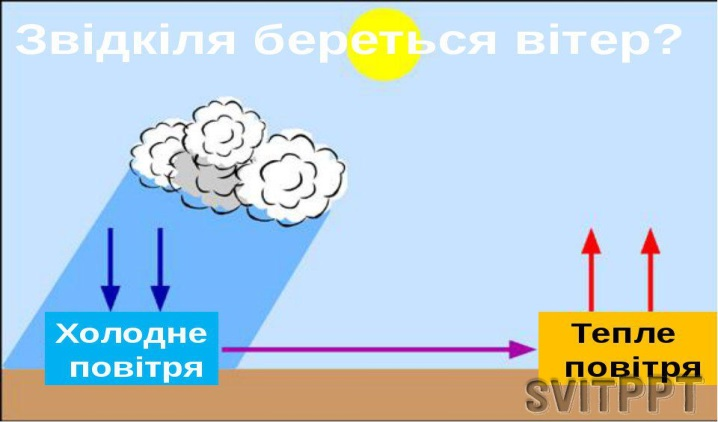 Звідкіля береться вітер?
Холодне
повітря
Тепле
повітря
SVITPPT